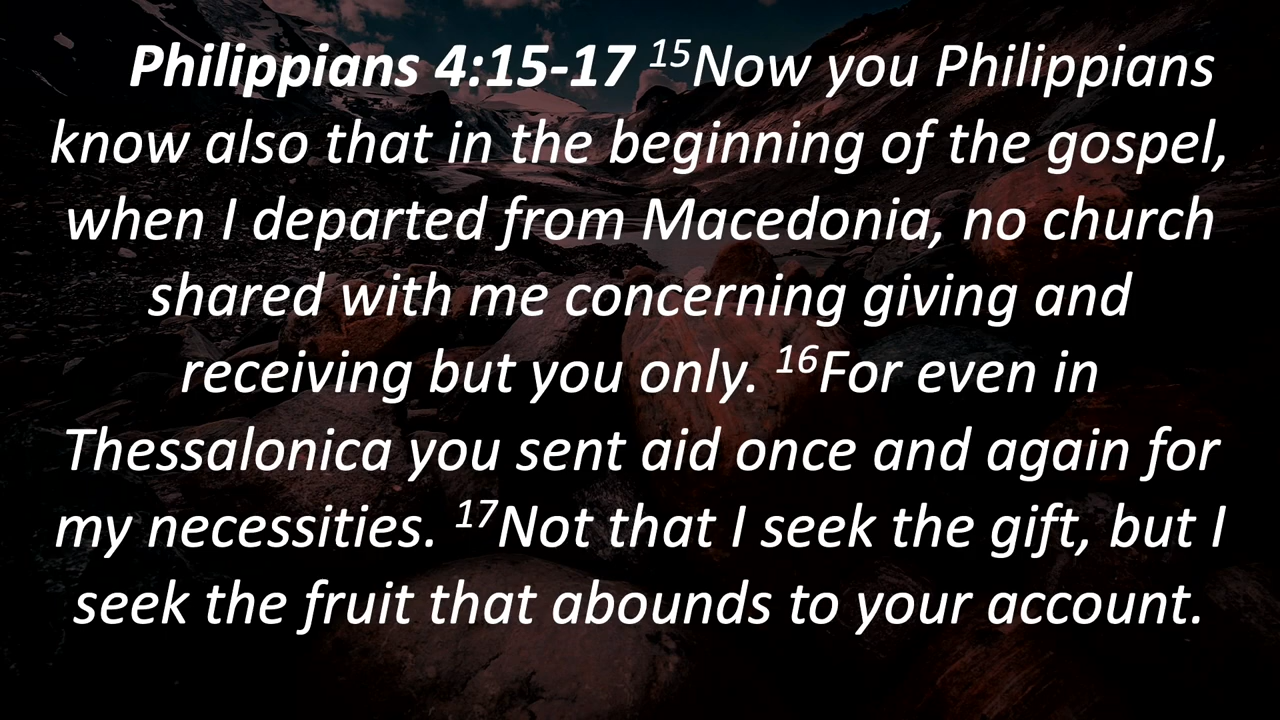 Philippians 4:15-17 ¹⁵Now you Philippians
know also that in the beginning of the gospel,
when I departed from Macedonia, no church
shared with me concerning giving and
receiving but you only. ¹⁶For even in
Thessalonica you sent aid once and again for
my necessities. ¹⁷Not that I seek the gift, but I
seek the fruit that abounds to your account.